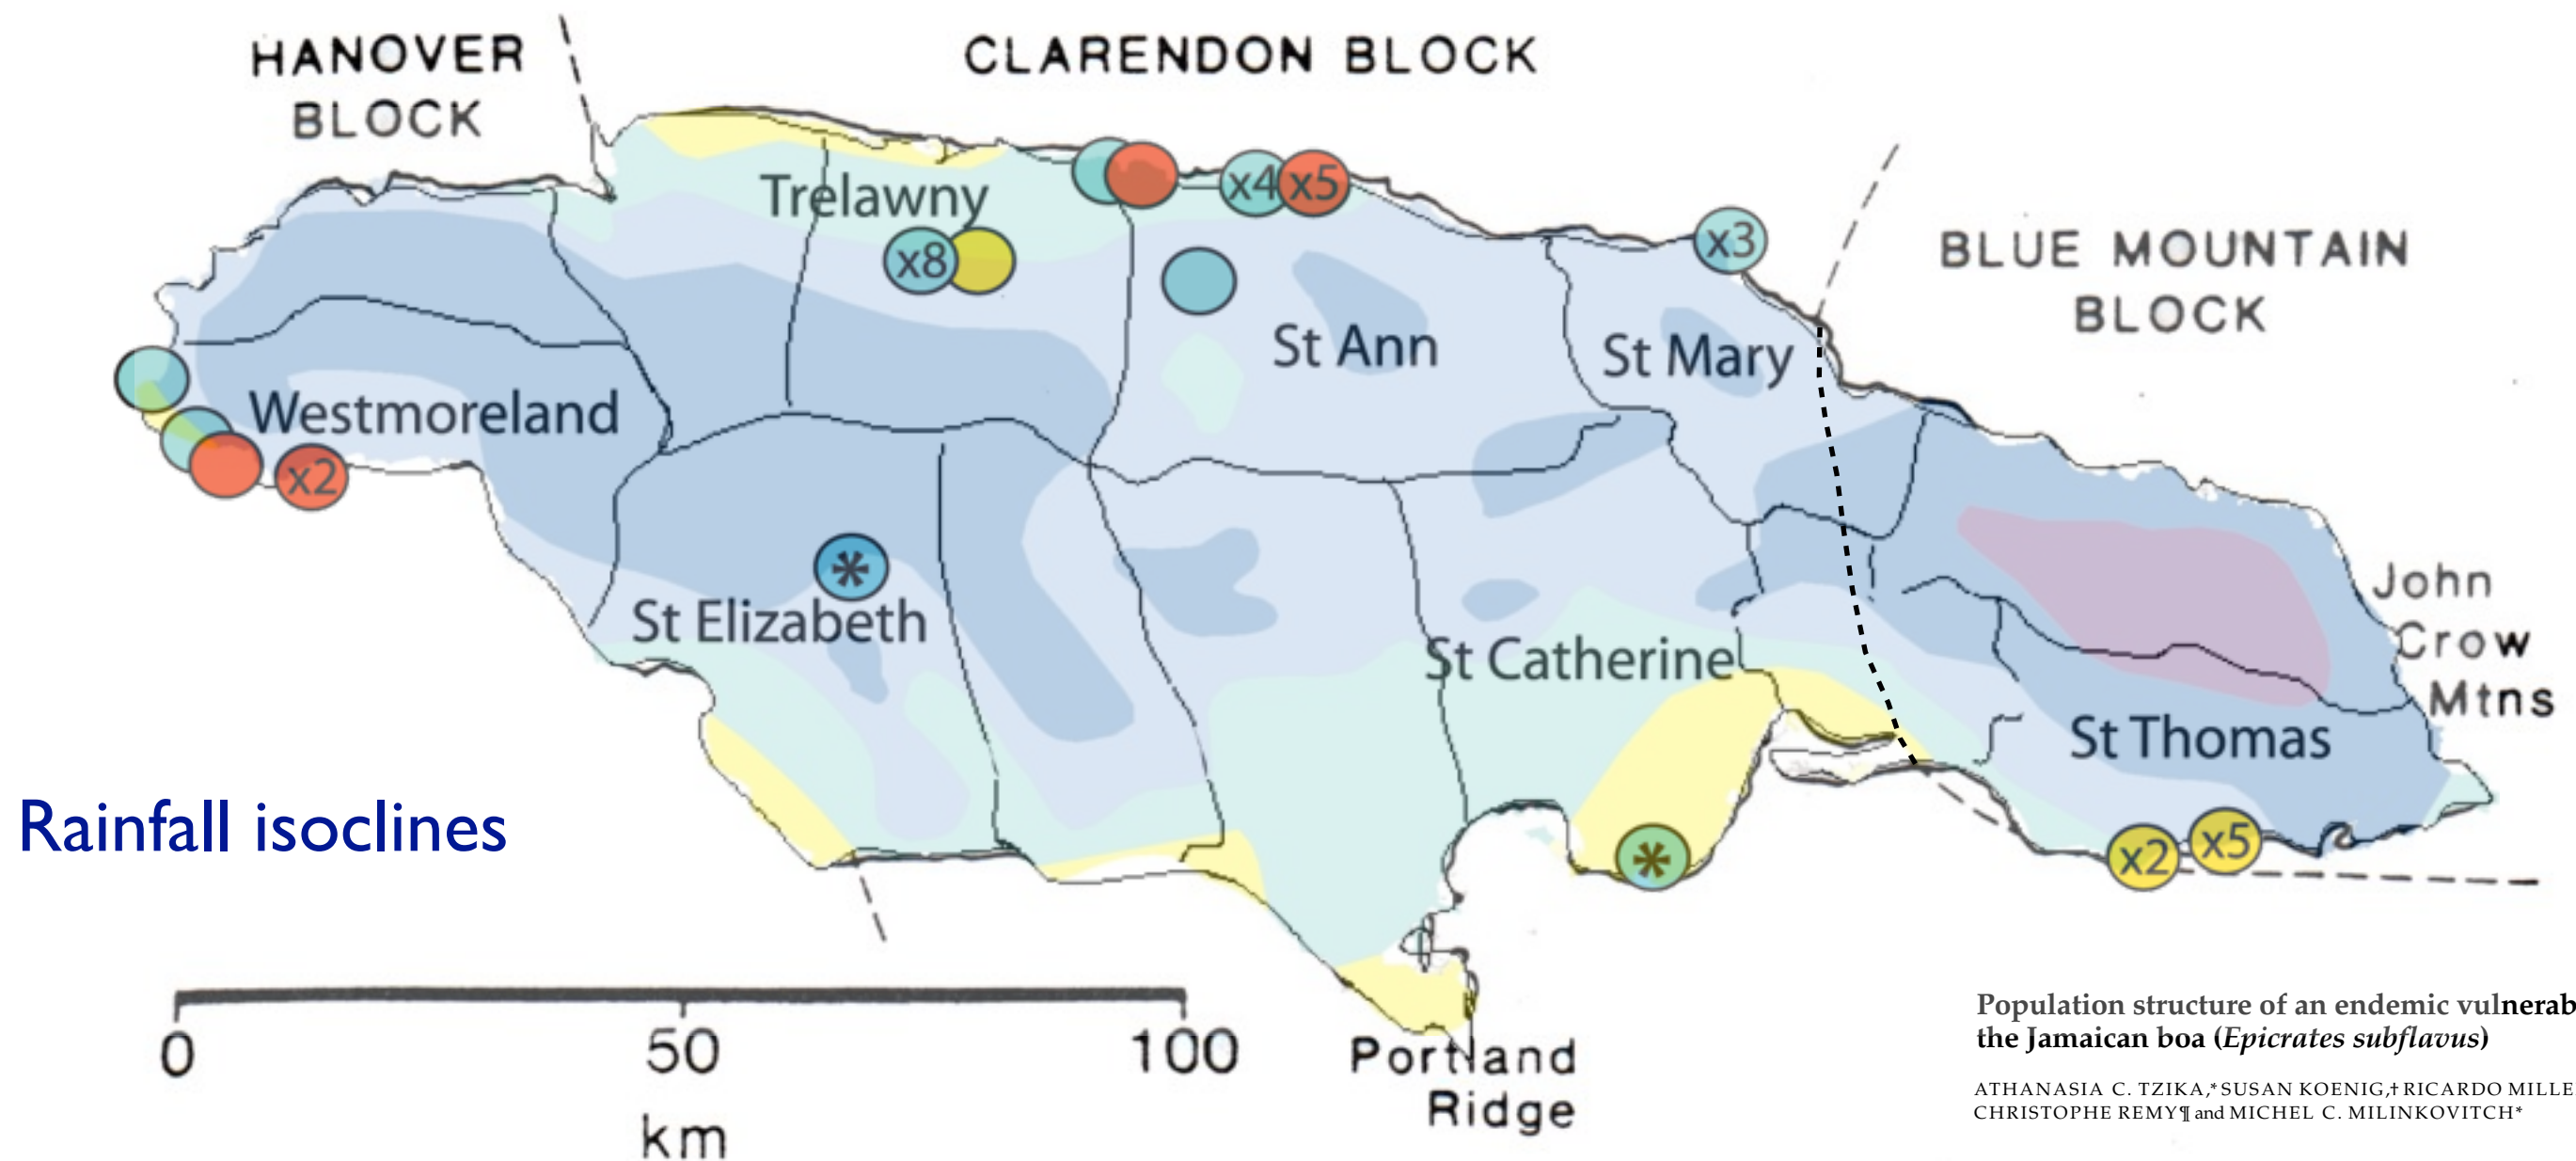 HANOVER
BLOCK
CLARENDON BLOCK
BLUE MOUNTAIN
BLOCK
Trelawny
x4
x5
x3
x8
St Ann
St Mary
Westmoreland
x2
*
St Elizabeth
St Catherine
John
Crow
Mtns
St Thomas
Rainfall isoclines
*
x2
x5
0
50
100
km
Portland
Ridge
Population structure of an endemic vulnerab
the Jamaican boa (Epicrates subflavus)
ATHANASIA C. TZIKA,* SUSAN KOENIG,† RICARDO MILLE
CHRISTOPHE REMY¶ and MICHEL C. MILINKOVITCH*